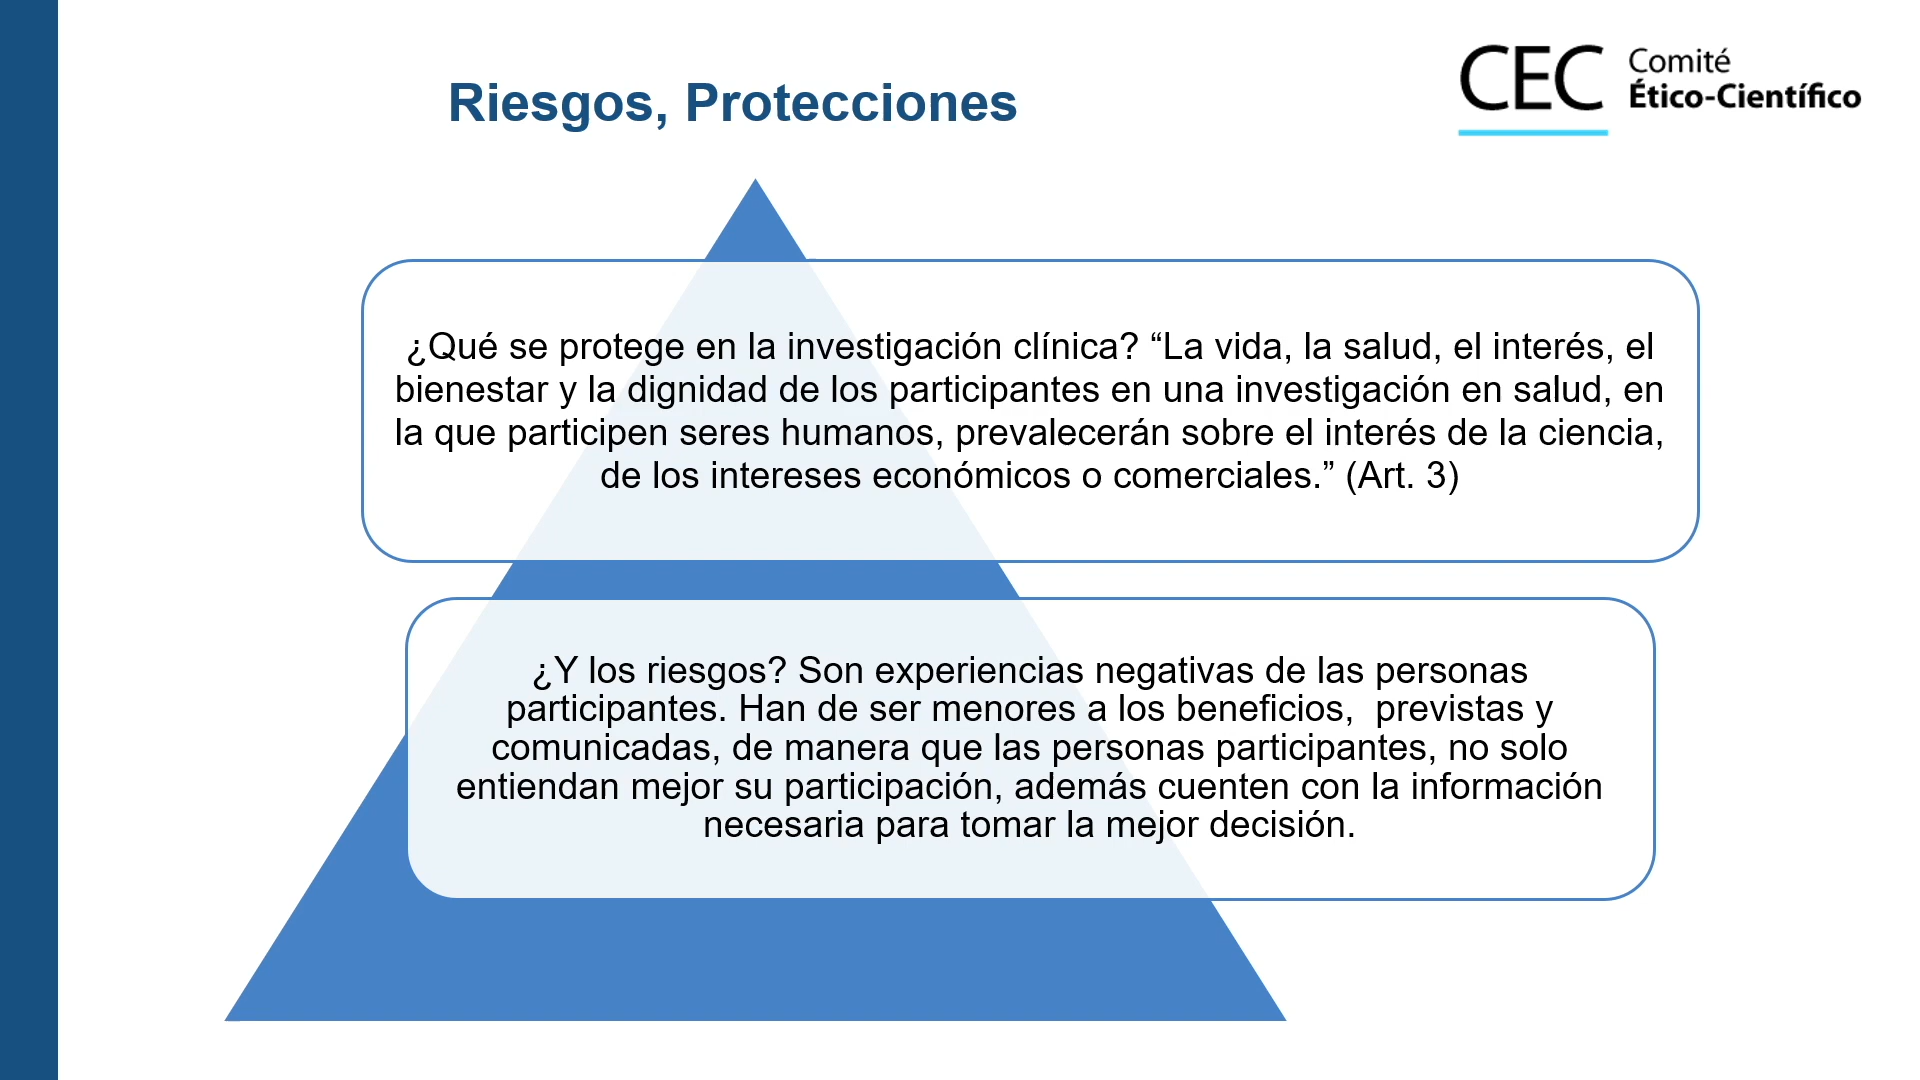 Riesgos, Protecciones
CEC Comité
Ético-Científico
¿Qué se protege en la investigación clínica? “La vida, la salud, el interés, el
bienestar y la dignidad de los participantes en una investigación en salud, en
la que participen seres humanos, prevalecerán sobre el interés de la ciencia,
de los intereses económicos o comerciales.” (Art. 3)
¿Y los riesgos? Son experiencias negativas de las personas
participantes. Han de ser menores a los beneficios,  previstas y
comunicadas, de manera que las personas participantes, no solo
entiendan mejor su participación, además cuenten con la información
necesaria para tomar la mejor decisión.